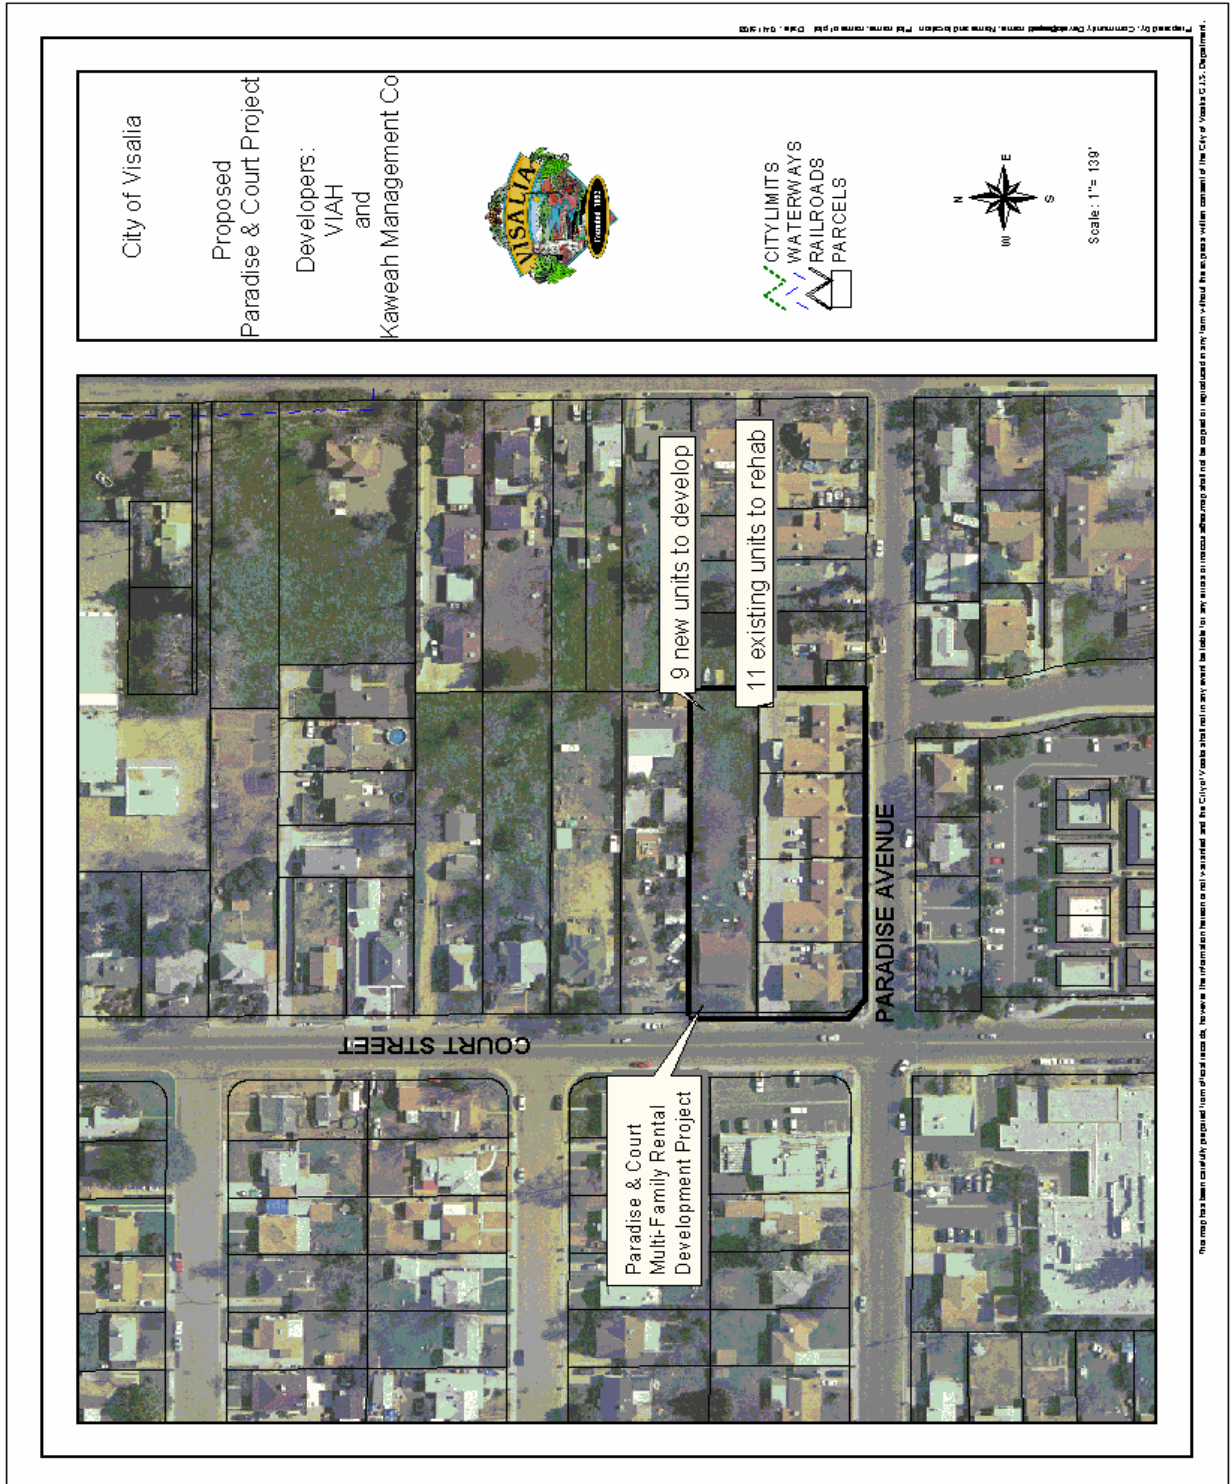 City of Visalia
Proposed
Paradise & Court Project
Developers:
VIAH
and
Kaweah Management Co
VISALIA
Founded 1852
CITYLIMITS
WATERWAYS
RAILROADS
PARCELS
N
E
S
W
Scale: 1" = 139'
9 new units to develop
11 existing units to rehab
COURT STREET
PARADISE AVENUE
Paradise & Court
Multi-Family Rental
Development Project